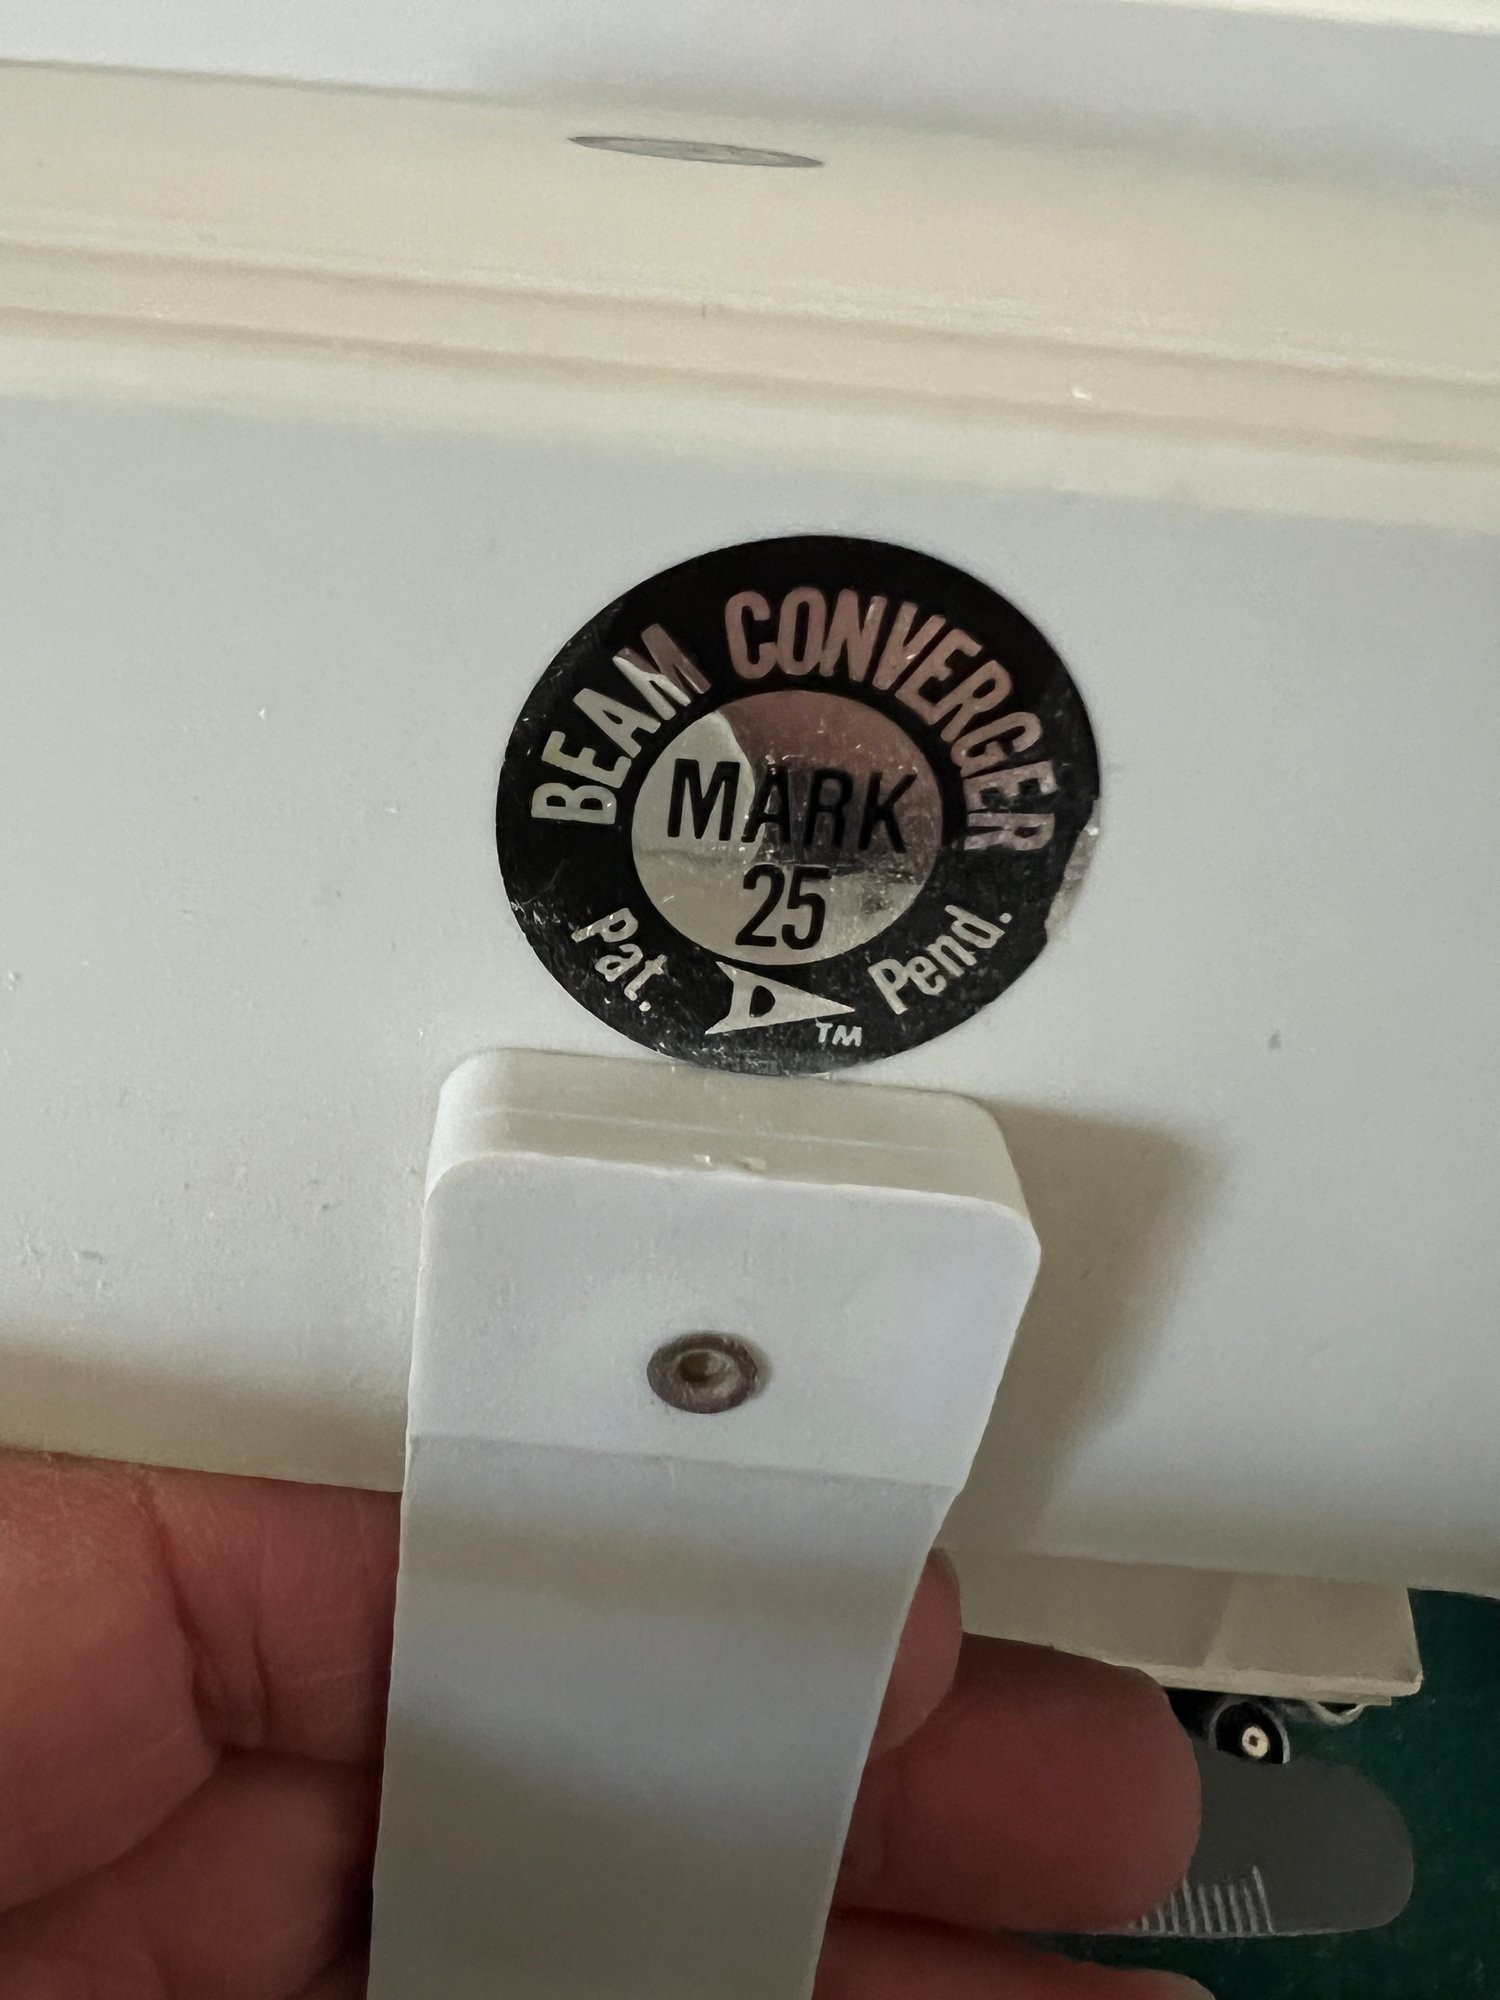 BEAM CONVERGER
MARK
25
Pat. Pend.
TM